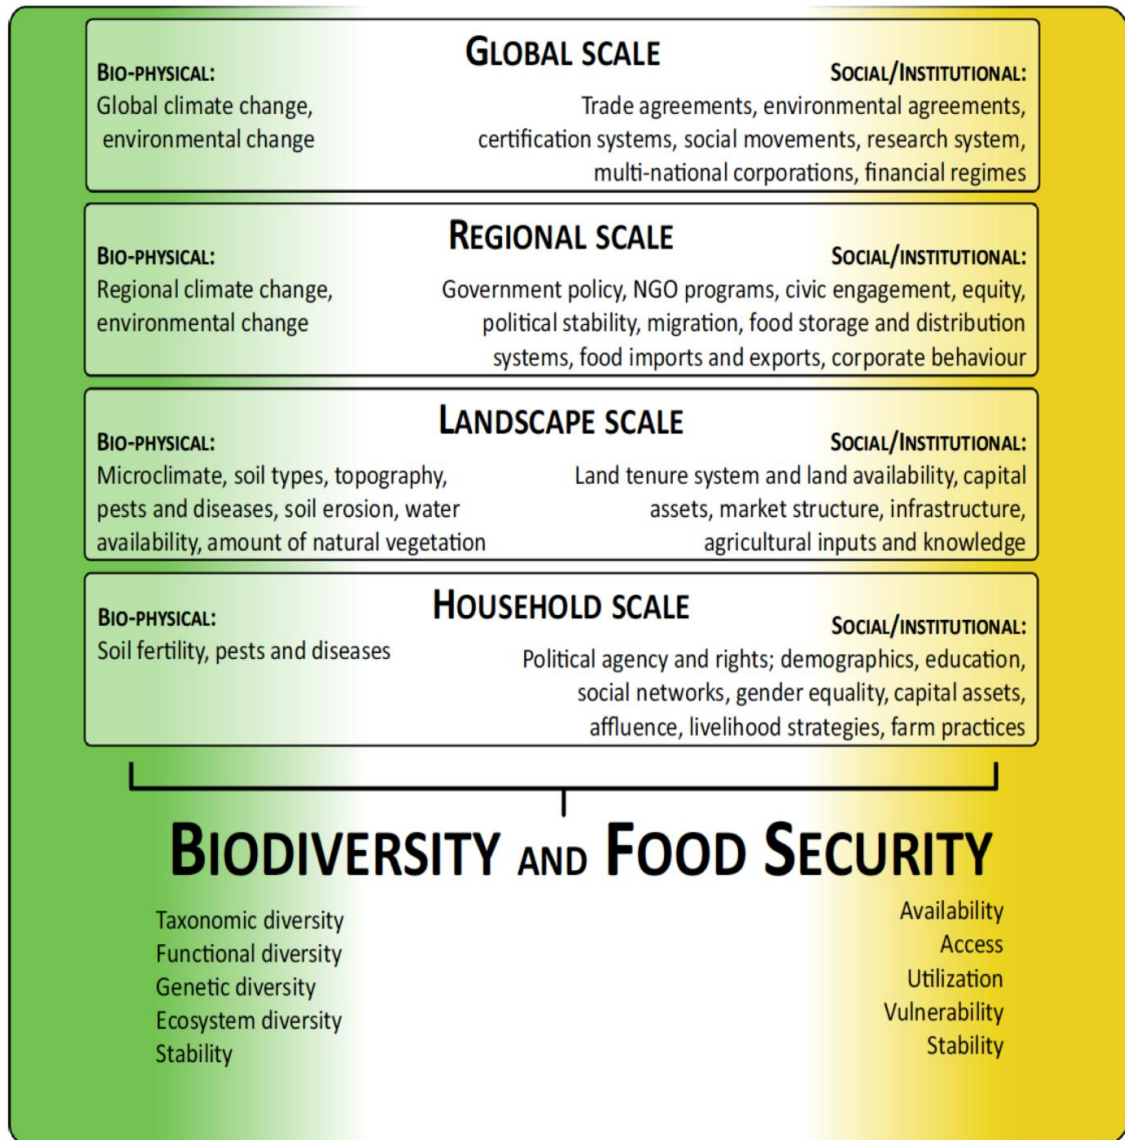 GLOBAL SCALE
BIO-PHYSICAL:
Global climate change,
environmental change
SOCIAL/INSTITUTIONAL:
Trade agreements, environmental agreements,
certification systems, social movements, research system,
multi-national corporations, financial regimes
REGIONAL SCALE
BIO-PHYSICAL:
Regional climate change,
environmental change
SOCIAL/INSTITUTIONAL:
Government policy, NGO programs, civic engagement, equity,
political stability, migration, food storage and distribution
systems, food imports and exports, corporate behaviour
LANDSCAPE SCALE
BIO-PHYSICAL:
Microclimate, soil types, topography,
pests and diseases, soil erosion, water
availability, amount of natural vegetation
SOCIAL/INSTITUTIONAL:
Land tenure system and land availability, capital
assets, market structure, infrastructure,
agricultural inputs and knowledge
HOUSEHOLD SCALE
BIO-PHYSICAL:
Soil fertility, pests and diseases
SOCIAL/INSTITUTIONAL:
Political agency and rights; demographics, education,
social networks, gender equality, capital assets,
affluence, livelihood strategies, farm practices
BIODIVERSITY AND FOOD SECURITY
Taxonomic diversity
Functional diversity
Genetic diversity
Ecosystem diversity
Stability
Availability
Access
Utilization
Vulnerability
Stability